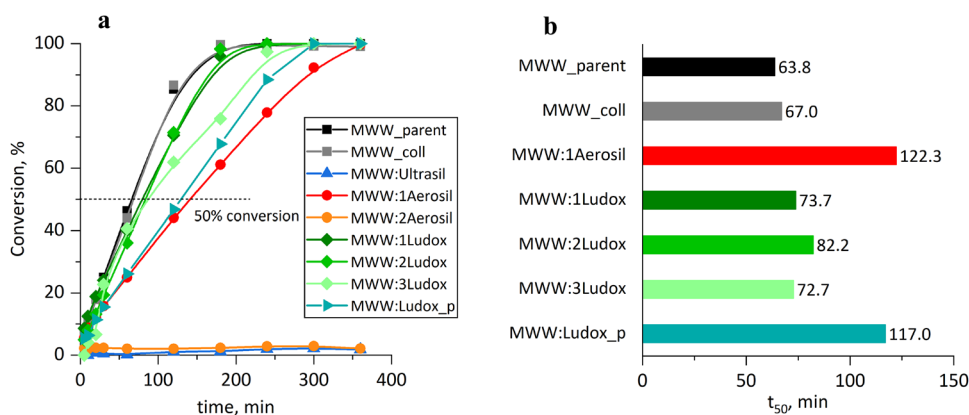 a
100
80
60
40
20
0
Conversion, %
0
100
200
300
400
time, min
50% conversion
MWW_parent
MWW_coll
MWW:Ultrasil
MWW:1Aerosil
MWW:2Aerosil
MWW:1Ludox
MWW:2Ludox
MWW:3Ludox
MWW:Ludox_p
b
MWW_parent 63.8
MWW_coll 67.0
MWW:1Aerosil 122.3
MWW:1Ludox 73.7
MWW:2Ludox 82.2
MWW:3Ludox 72.7
MWW:Ludox_p 117.0
0 50 100 150
t₅₀, min